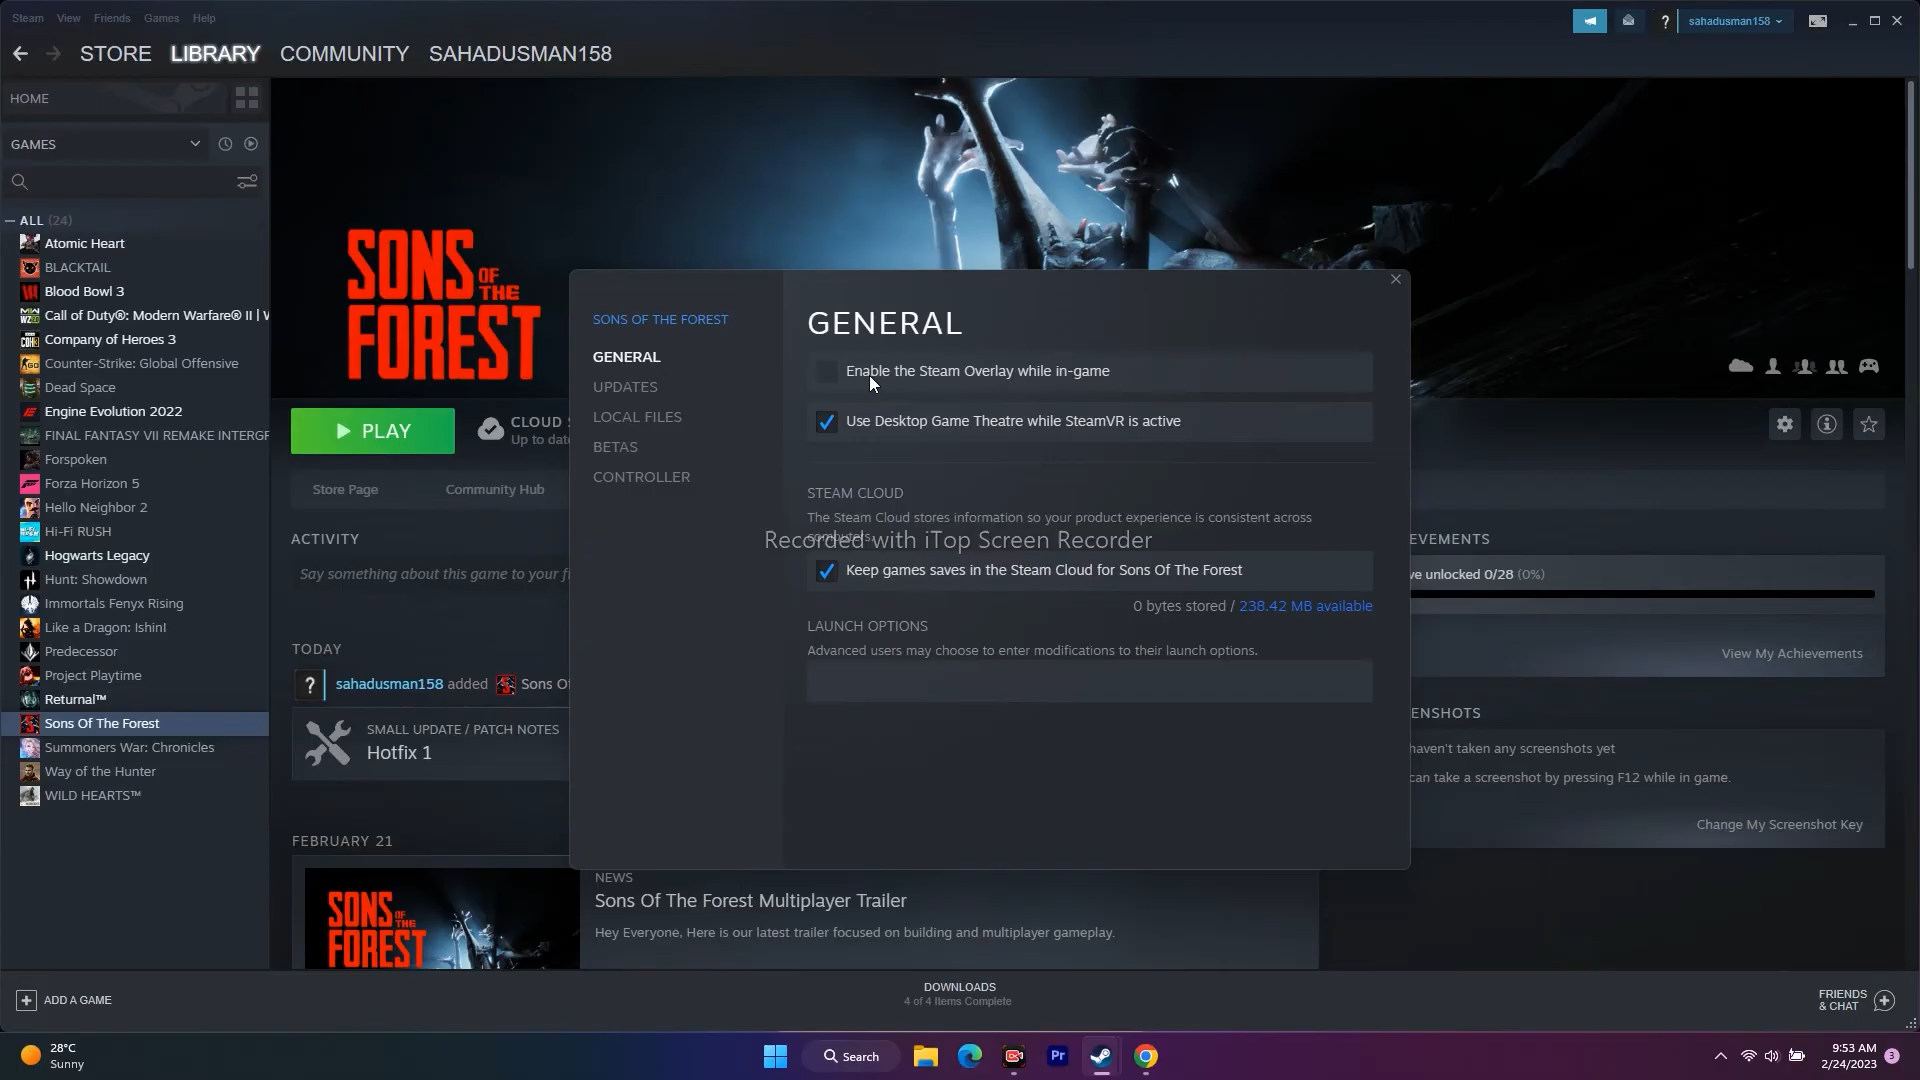 Steam View Friends Games Help
sahadusman158
STORE LIBRARY COMMUNITY SAHADUSMAN158
HOME
GAMES
ALL (24)
Atomic Heart
BLACKTAIL
Blood Bowl 3
Call of Duty®: Modern Warfare® II | W
Company of Heroes 3
Counter-Strike: Global Offensive
Dead Space
Engine Evolution 2022
FINAL FANTASY VII REMAKE INTERGR
Forspoken
Forza Horizon 5
Hello Neighbor 2
Hi-Fi RUSH
Hogwarts Legacy
Hunt: Showdown
Immortals Fenyx Rising
Like a Dragon: Ishin!
Predecessor
Project Playtime
Returnal™
Sons Of The Forest
Summoners War: Chronicles
Way of the Hunter
WILD HEARTS™
ADD A GAME
SONS
OF
THE
FOREST
PLAY
CLOUD S
Up to dat
Store Page
Community Hub
ACTIVITY
Say something about this game to your f
TODAY
sahadusman158 added Sons O
SMALL UPDATE / PATCH NOTES
Hotfix 1
FEBRUARY 21
SONS
OF
THE
FOREST
NEWS
Sons Of The Forest Multiplayer Trailer
Hey Everyone, Here is our latest trailer focused on building and multiplayer gameplay.
SONS OF THE FOREST
GENERAL
UPDATES
LOCAL FILES
BETAS
CONTROLLER
GENERAL
Enable the Steam Overlay while in-game
Use Desktop Game Theatre while SteamVR is active
STEAM CLOUD
The Steam Cloud stores information so your product experience is consistent across
computers.
Recorded with iTop Screen Recorder
Keep games saves in the Steam Cloud for Sons Of The Forest
0 bytes stored / 238.42 MB available
LAUNCH OPTIONS
Advanced users may choose to enter modifications to their launch options.
EVEMENTS
ve unlocked 0/28 (0%)
View My Achievements
ENSHOTS
haven't taken any screenshots yet
can take a screenshot by pressing F12 while in game.
Change My Screenshot Key
DOWNLOADS
4 of 4 Items Complete
FRIENDS
& CHAT
28°C
Sunny
Search
Pr
9:53 AM
2/24/2023
3